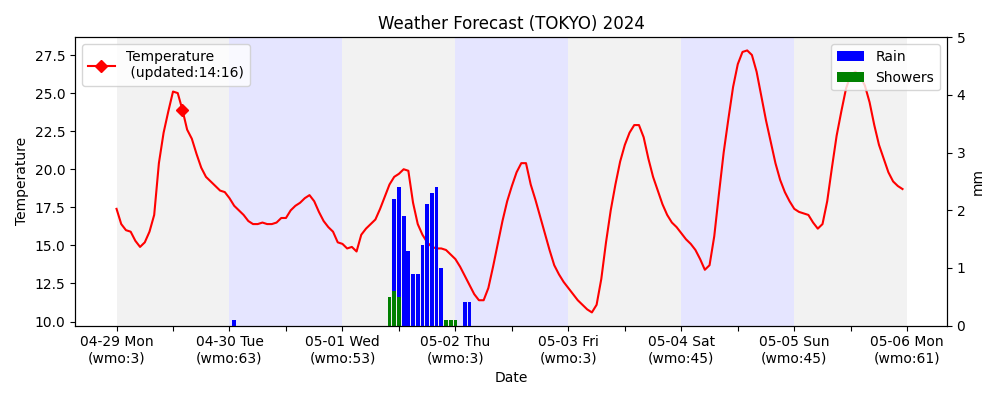 Weather Forecast (TOKYO) 2024
Temperature
(updated:14:16)
Rain
Showers
27.5
25.0
22.5
20.0
17.5
15.0
12.5
10.0
Temperature
5
4
3
2
1
0
mm
04-29 Mon
(wmo:3)
04-30 Tue
(wmo:63)
05-01 Wed
(wmo:53)
05-02 Thu
(wmo:3)
05-03 Fri
(wmo:3)
05-04 Sat
(wmo:45)
05-05 Sun
(wmo:45)
05-06 Mon
(wmo:61)
Date